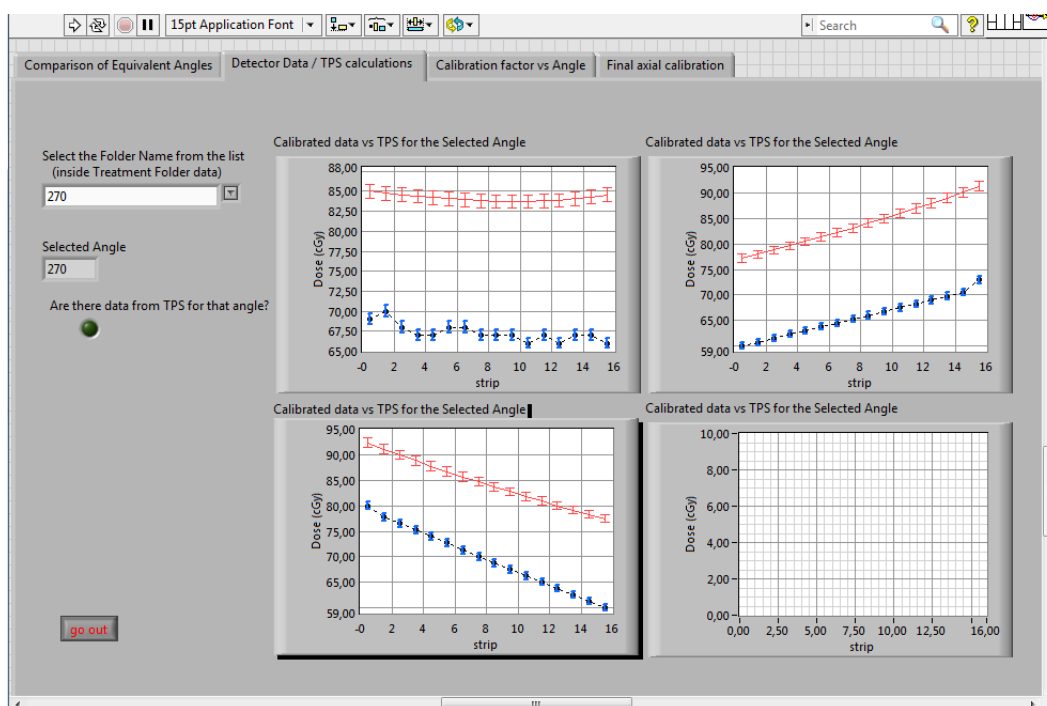 15pt Application Font
Search
Comparison of Equivalent Angles
Detector Data / TPS calculations
Calibration factor vs Angle
Final axial calibration
Select the Folder Name from the list
(inside Treatment Folder data)
270
Selected Angle
270
Are there data from TPS for that angle?
go out
Calibrated data vs TPS for the Selected Angle
88,00
85,00
82,50
80,00
77,50
75,00
72,50
70,00
67,50
65,00
Dose (cGy)
-0 2 4 6 8 10 12 14 16
strip
Calibrated data vs TPS for the Selected Angle
95,00
90,00
85,00
80,00
75,00
70,00
65,00
59,00
Dose (cGy)
-0 2 4 6 8 10 12 14 16
strip
Calibrated data vs TPS for the Selected Angle
95,00
90,00
85,00
80,00
75,00
70,00
65,00
59,00
Dose (cGy)
-0 2 4 6 8 10 12 14 16
strip
Calibrated data vs TPS for the Selected Angle
10,00
8,00
6,00
4,00
2,00
0,00
Dose (cGy)
0,00 2,50 5,00 7,50 10,00 12,50 16,00
strip